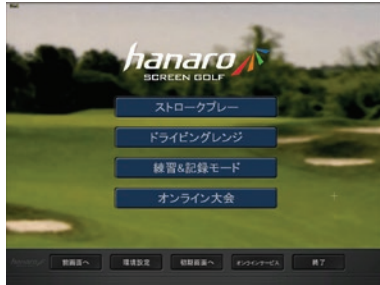 hanaro
SCREEN GOLF
ストロークプレー
ドライビングレンジ
練習&記録モード
オンライン大会
前画面へ
環境設定
初期画面へ
オンラインサービス
終了